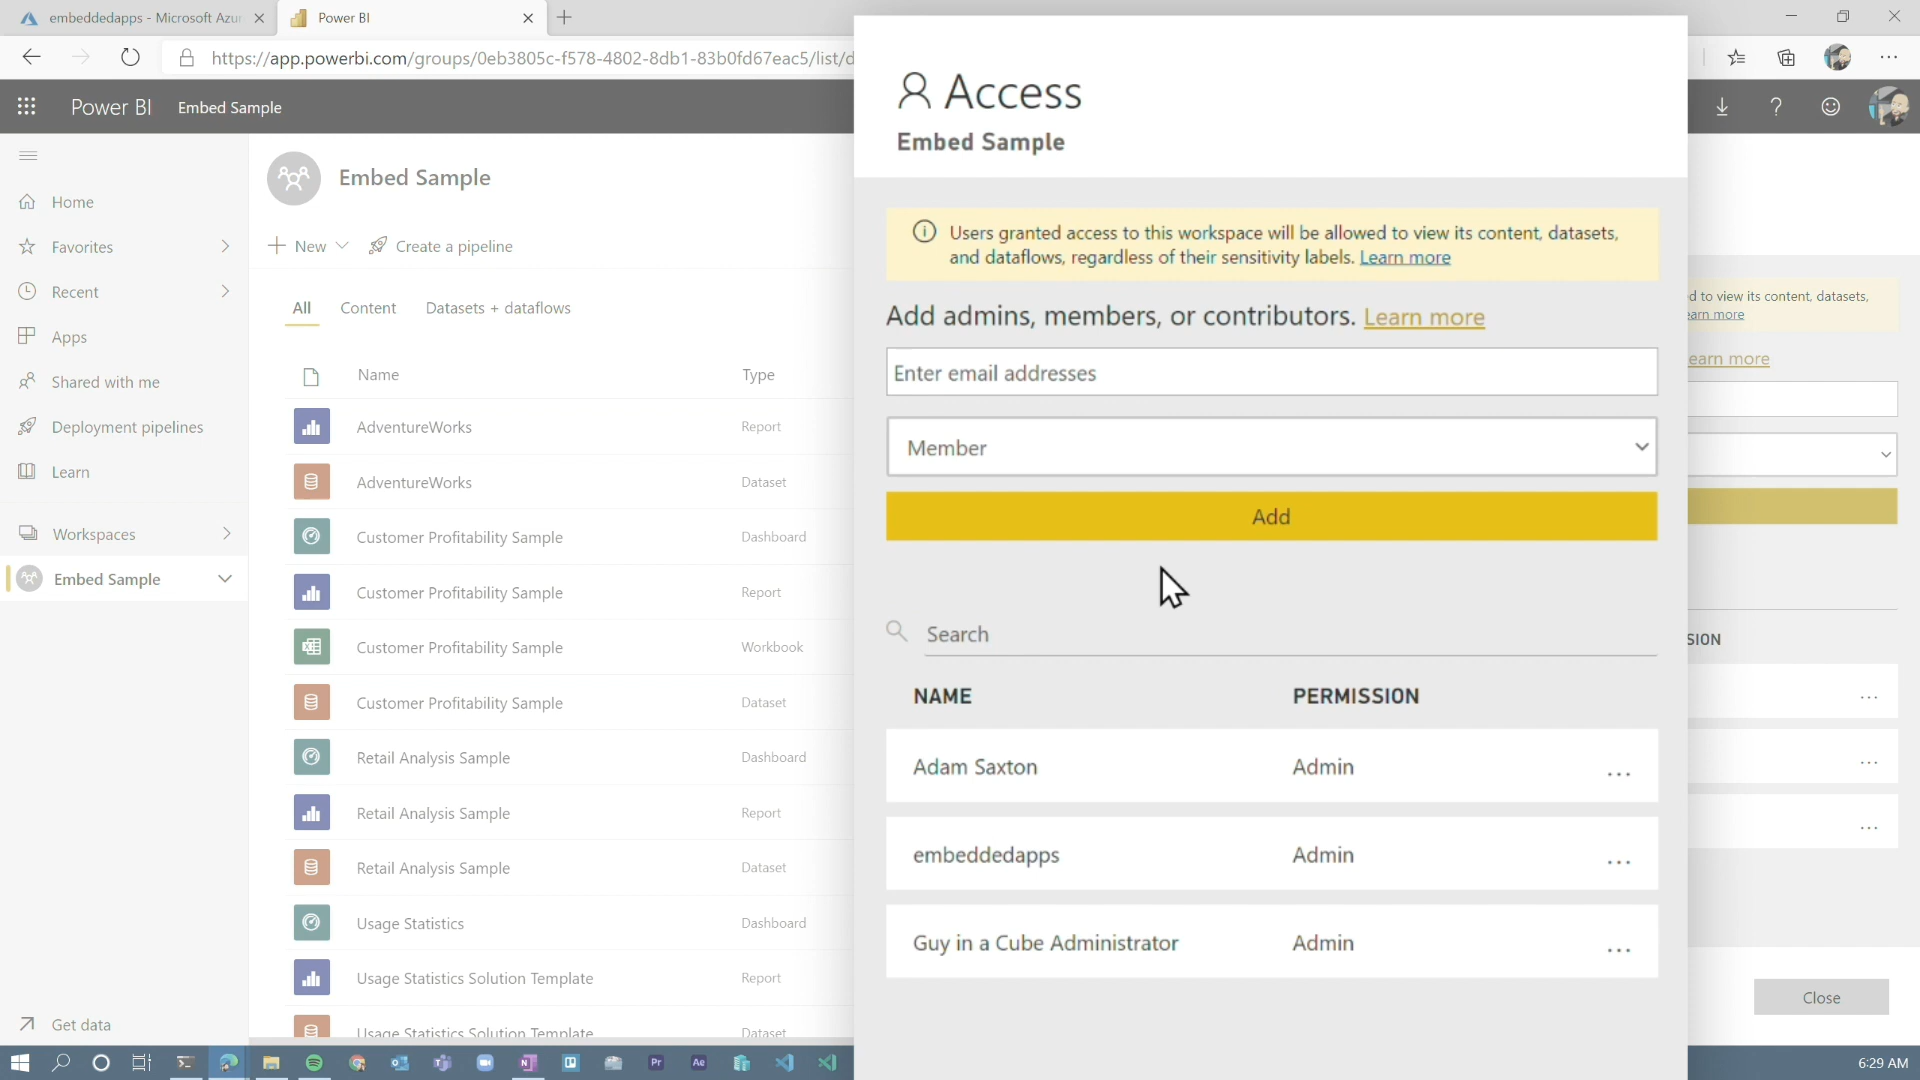 embeddedapps - Microsoft Azur
Power BI
https://app.powerbi.com/groups/0eb3805c-f578-4802-8db1-83b0fd67eac5/list/d
Power BI
Embed Sample
Home
Favorites
Recent
Apps
Shared with me
Deployment pipelines
Learn
Workspaces
Embed Sample
Get data
Embed Sample
New
Create a pipeline
All Content Datasets + dataflows
Name Type
AdventureWorks Report
AdventureWorks Dataset
Customer Profitability Sample Dashboard
Customer Profitability Sample Report
Customer Profitability Sample Workbook
Customer Profitability Sample Dataset
Retail Analysis Sample Dashboard
Retail Analysis Sample Report
Retail Analysis Sample Dataset
Usage Statistics Dashboard
Usage Statistics Solution Template Report
Usage Statistics Solution Template Dataset
Access
Embed Sample
Users granted access to this workspace will be allowed to view its content, datasets,
and dataflows, regardless of their sensitivity labels. Learn more
Add admins, members, or contributors. Learn more
Enter email addresses
Member
Add
Search
NAME PERMISSION
Adam Saxton Admin ...
embeddedapps Admin ...
Guy in a Cube Administrator Admin ...
d to view its content, datasets,
earn more
earn more
SION
...
...
...
Close
Pr
Ae
6:29 AM